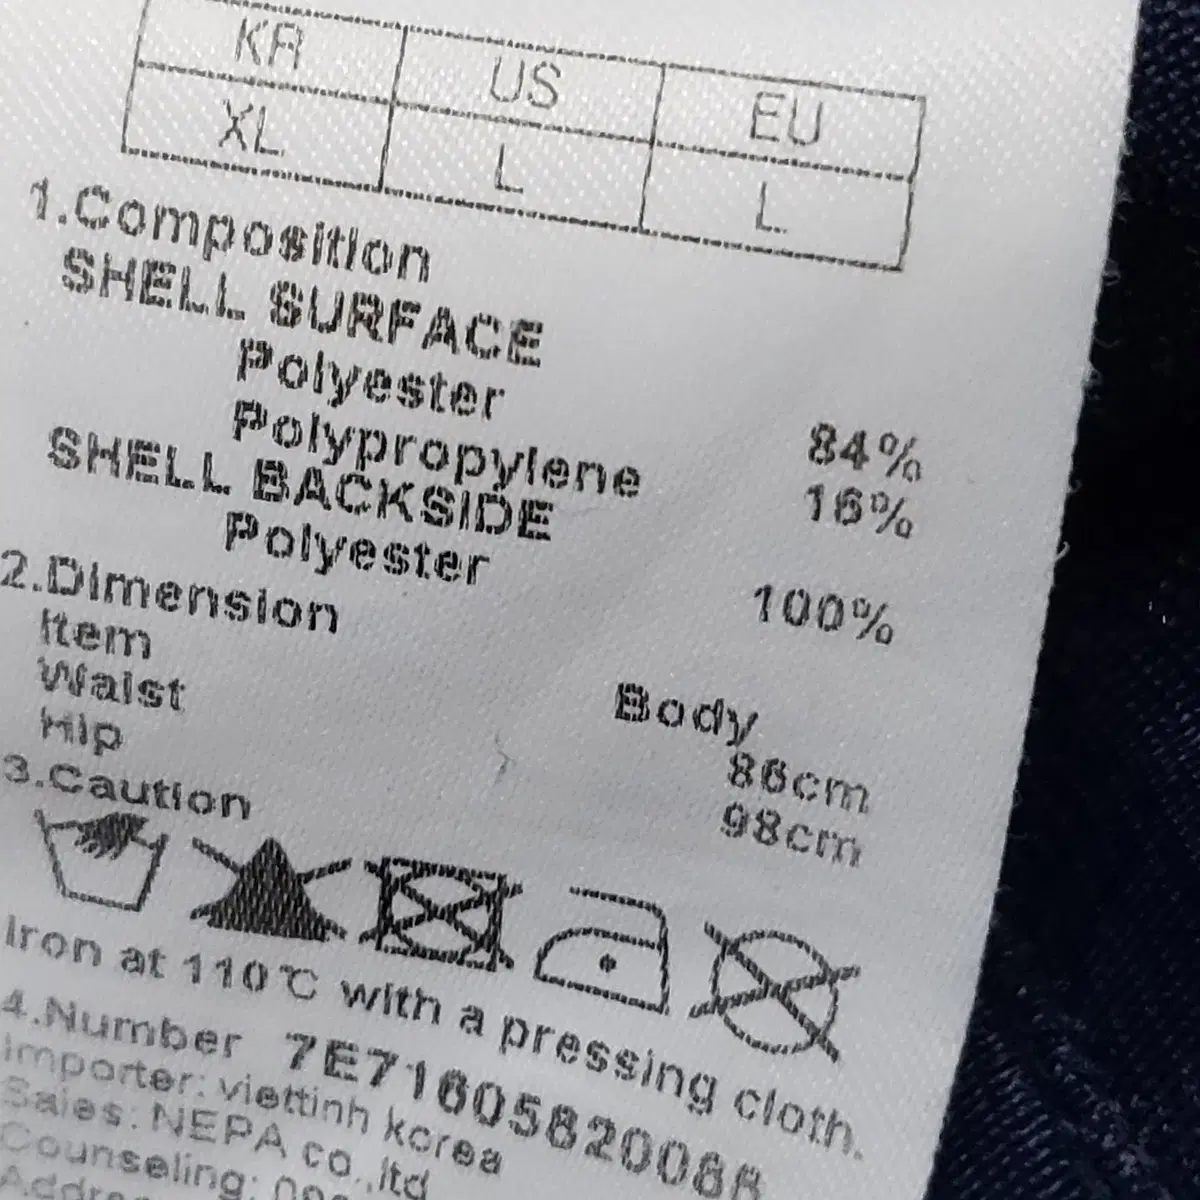 KR US EU
XL L L
1.Composition
SHELL SURFACE
Polyester 84%
Polypropylene 16%
SHELL BACKSIDE
Polyester 100%
2.Dimension
Item Body
Waist 86cm
Hip 98cm
3.Caution
Iron at 110℃ with a pressing cloth.
4.Number
Importer: viettinh korea
Sales: NEPA co.,ltd
Counseling: